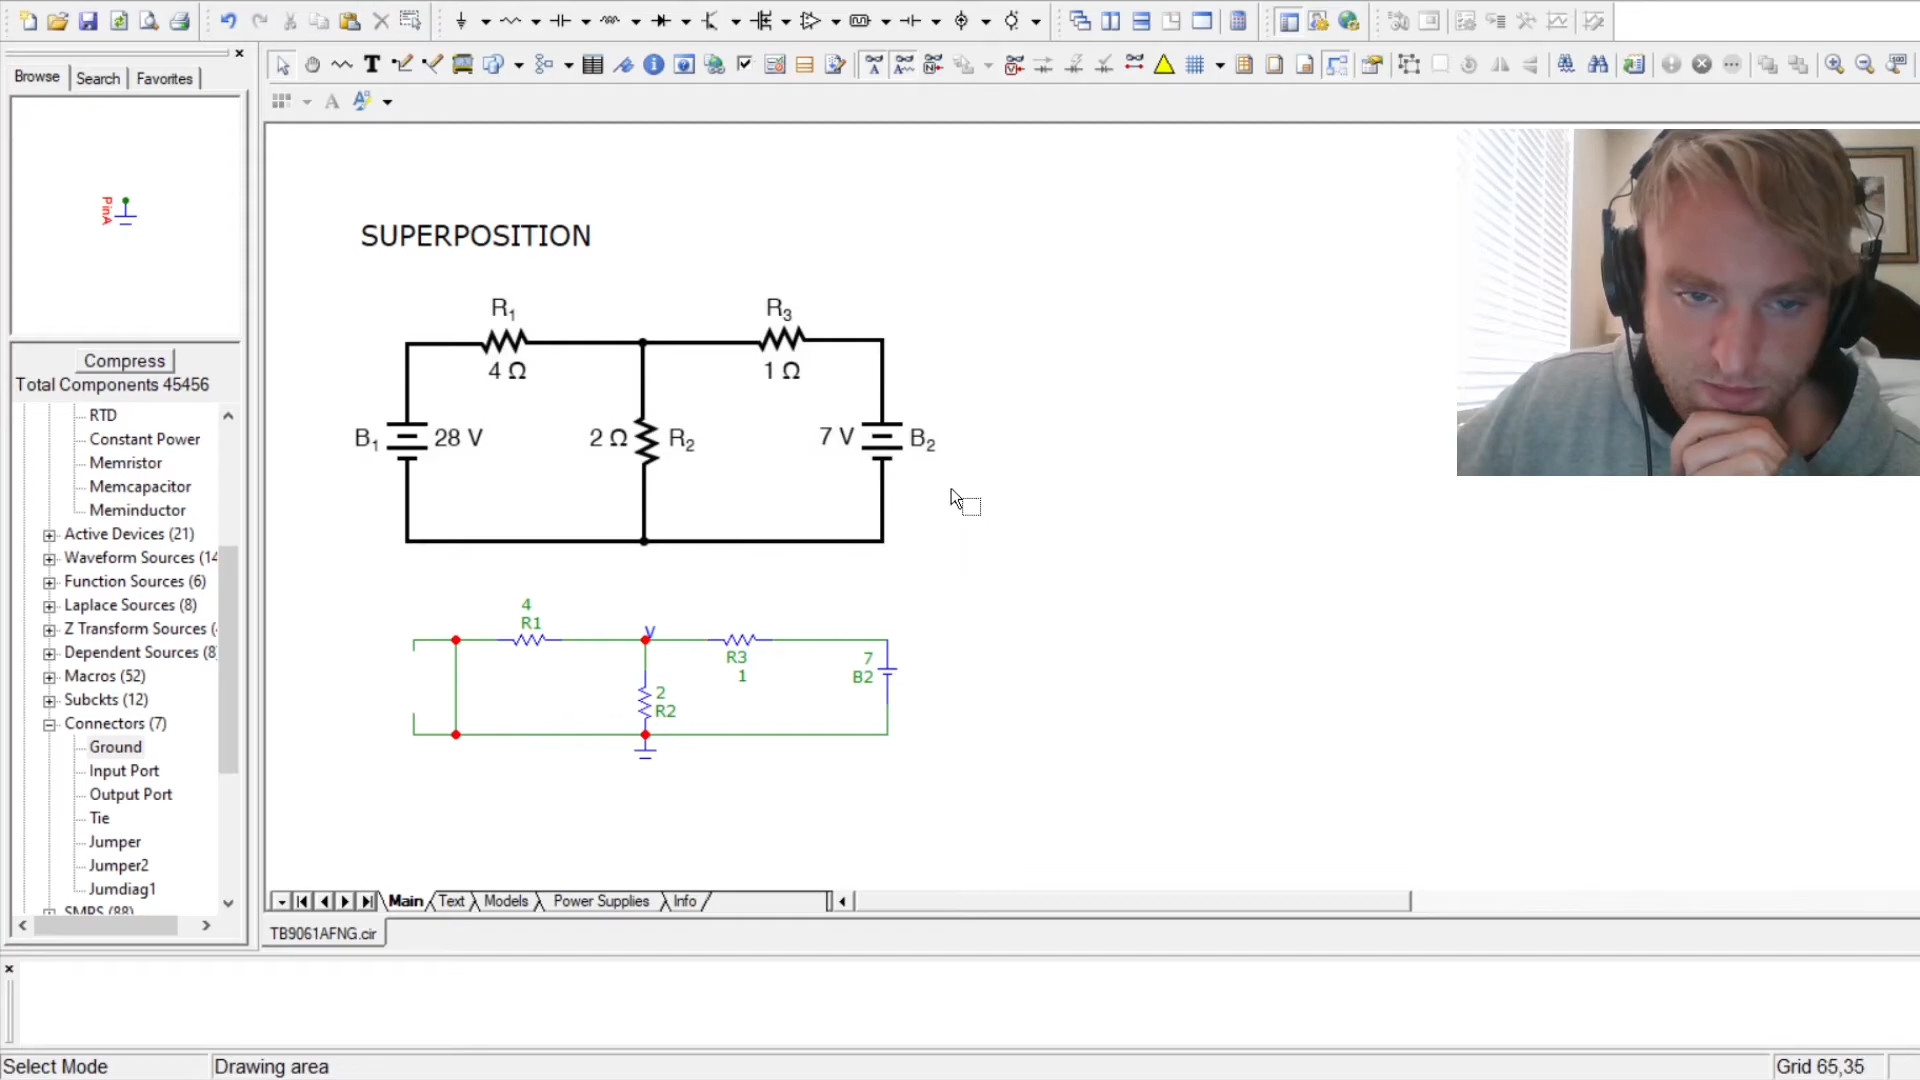 Browse
Search
Favorites
PinA
Compress
Total Components 45456
RTD
Constant Power
Memristor
Memcapacitor
Meminductor
Active Devices (21)
Waveform Sources (14
Function Sources (6)
Laplace Sources (8)
Z Transform Sources (
Dependent Sources (8)
Macros (52)
Subckts (12)
Connectors (7)
Ground
Input Port
Output Port
Tie
Jumper
Jumper2
Jumdiag1
SMPS (88)
T
A
SUPERPOSITION
R1
4 Ω
R3
1 Ω
B1
28 V
2 Ω
R2
7 V
B2
4
R1
V
R3
1
7
B2
2
R2
Main
Text
Models
Power Supplies
Info
TB9061AFNG.cir
Select Mode
Drawing area
Grid 65,35